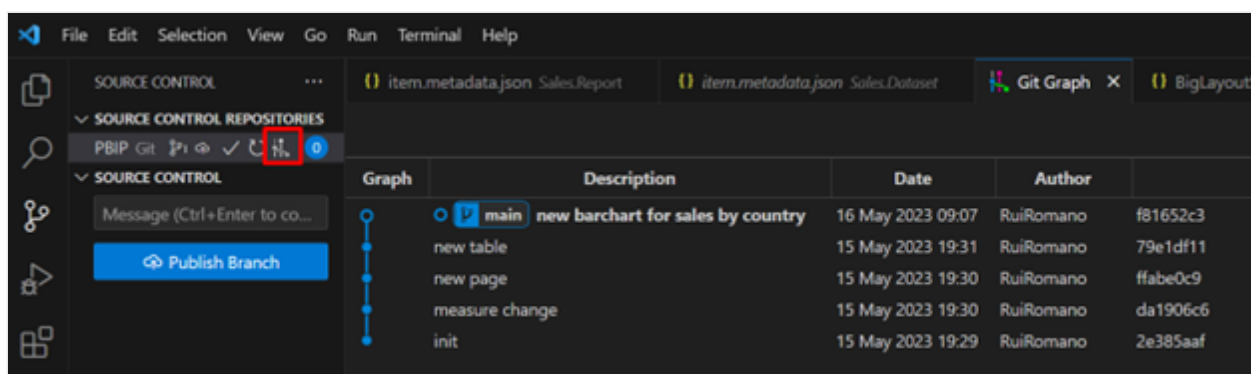 File Edit Selection View Go Run Terminal Help
SOURCE CONTROL ...
{} item.metadata.json Sales.Report {} item.metadata.json Sales.Dataset Git Graph × {} BigLayout
SOURCE CONTROL REPOSITORIES
PBIP Git 0
SOURCE CONTROL
Message (Ctrl+Enter to co...
Publish Branch
Graph Description Date Author
main new barchart for sales by country 16 May 2023 09:07 RuiRomano f81652c3
new table 15 May 2023 19:31 RuiRomano 79e1df11
new page 15 May 2023 19:30 RuiRomano ffabe0c9
measure change 15 May 2023 19:30 RuiRomano da1906c6
init 15 May 2023 19:29 RuiRomano 2e385aaf